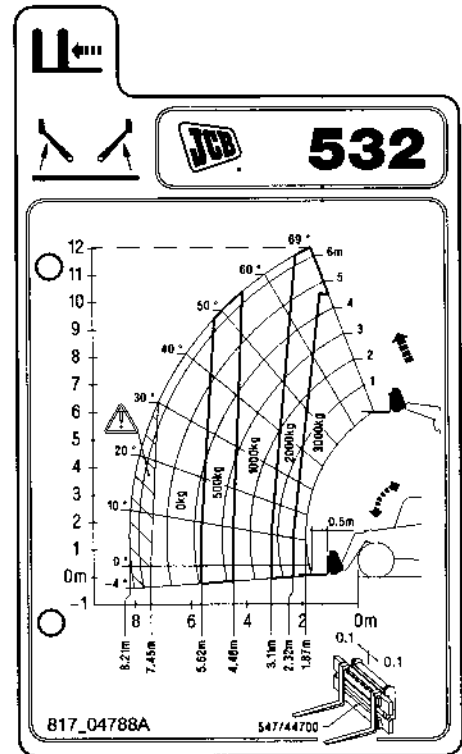 JCB
532
12
11
10
9
8
7
6
5
4
3
2
1
0m
-1
69°
60°
50°
40°
30°
20°
10°
0°
-4°
6m
5
4
3
2
1
0kg
500kg
1000kg
2000kg
3000kg
0.5m
8 6 4 2 0m
8.21m
7.45m
5.62m
4.46m
3.11m
2.32m
1.87m
0.1
0.1
817_04788A
547/44700